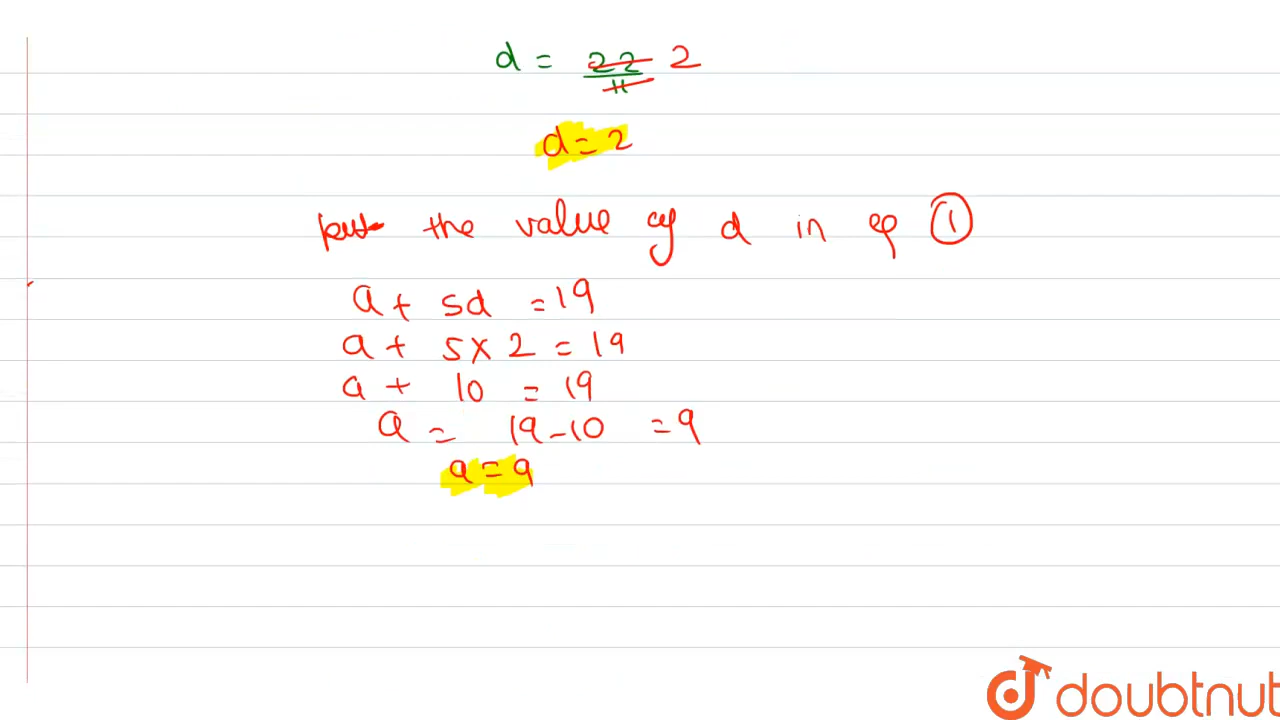 d = 22/11 2
d = 2
put the value of d in eq ①
a + 5d = 19
a + 5 × 2 = 19
a + 10 = 19
a = 19 - 10 = 9
a = 9
doubtnut